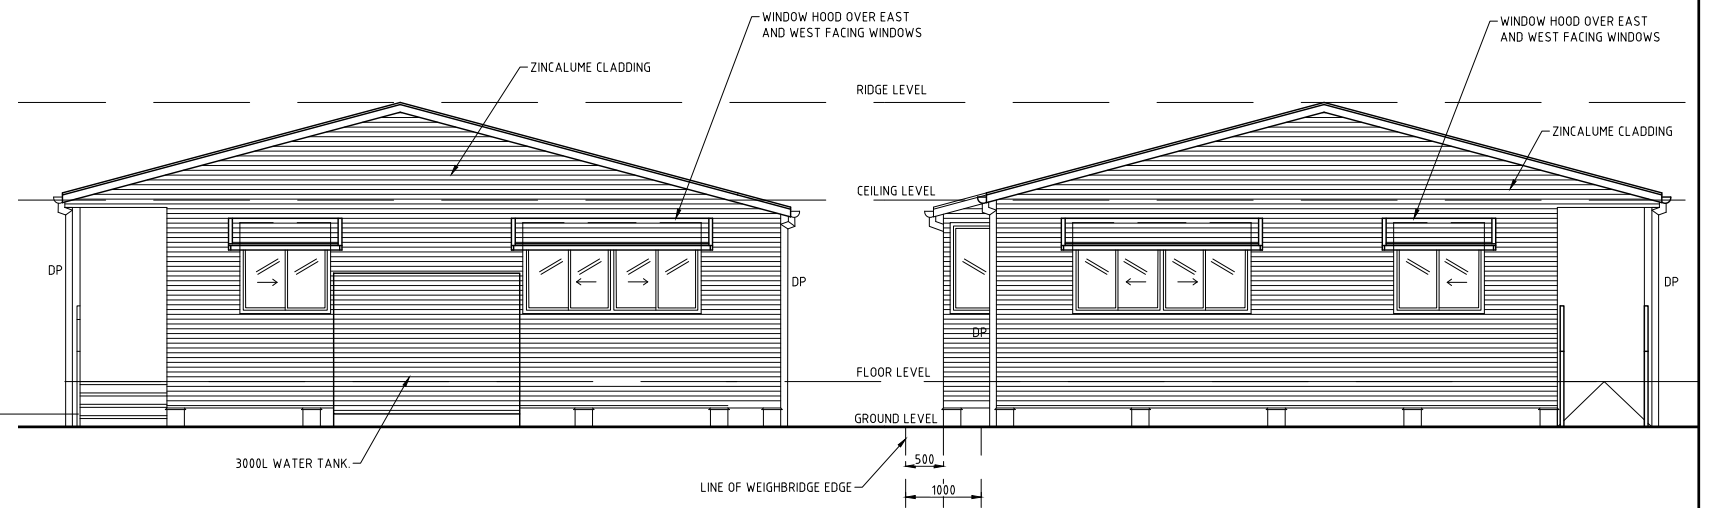 WINDOW HOOD OVER EAST
AND WEST FACING WINDOWS
WINDOW HOOD OVER EAST
AND WEST FACING WINDOWS
ZINCALUME CLADDING
RIDGE LEVEL
ZINCALUME CLADDING
CEILING LEVEL
DP
DP
DP
DP
FLOOR LEVEL
GROUND LEVEL
3000L WATER TANK.
500
LINE OF WEIGHBRIDGE EDGE
1000